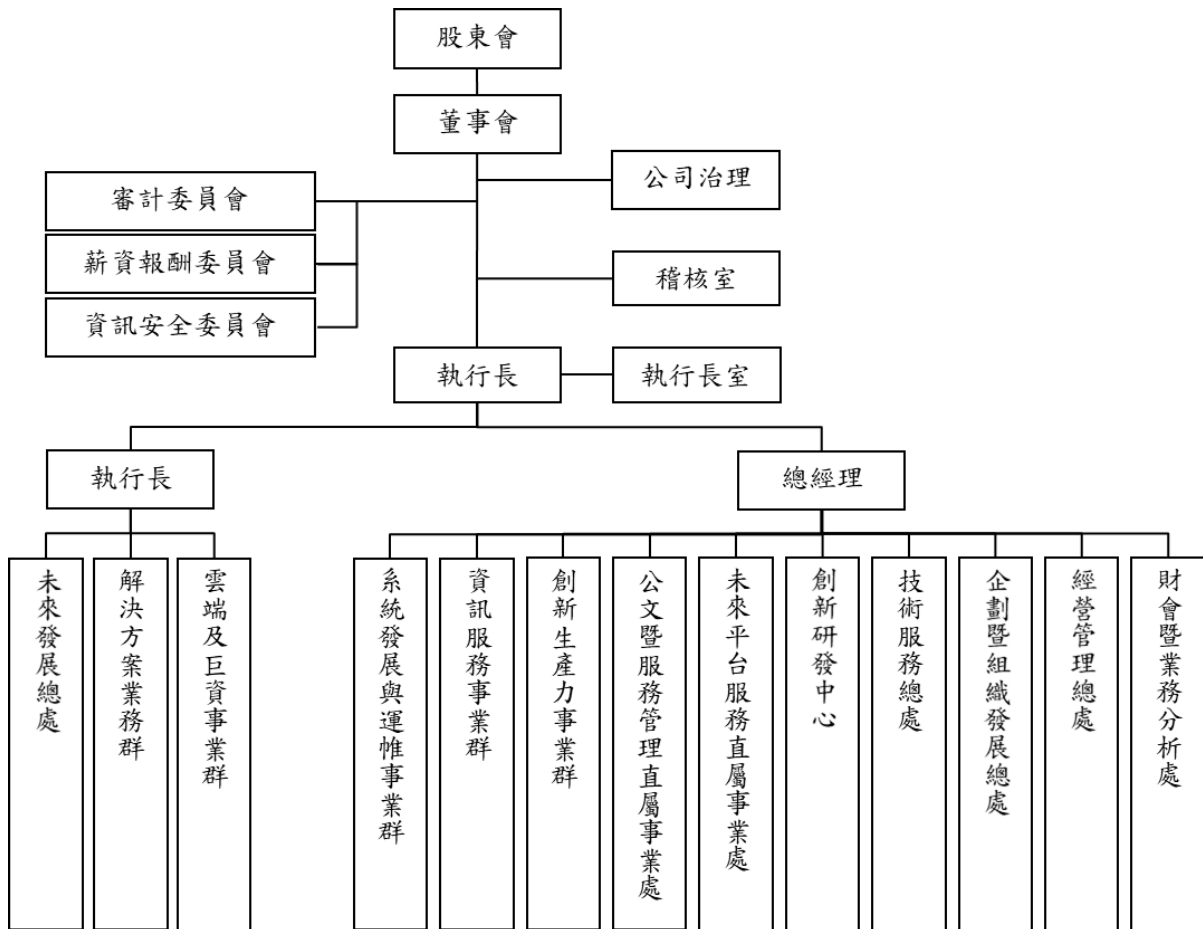 股東會
董事會
公司治理
審計委員會
薪資報酬委員會
稽核室
資訊安全委員會
執行長
執行長室
執行長
總經理
未來發展總處
解決方案業務群
雲端及巨資事業群
系統發展與運帷事業群
資訊服務事業群
創新生產力事業群
公文暨服務管理直屬事業處
未來平台服務直屬事業處
創新研發中心
技術服務總處
企劃暨組織發展總處
經營管理總處
財會暨業務分析處